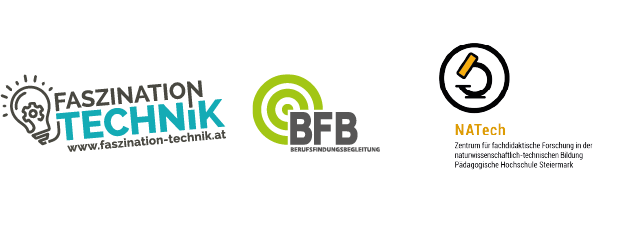 FASZINATION
TECHNIK
www.faszination-technik.at
BFB
BERUFSFINDUNGSBEGLEITUNG
NATech
Zentrum für fachdidaktische Forschung in der
naturwissenschaftlich-technischen Bildung
Pädagogische Hochschule Steiermark